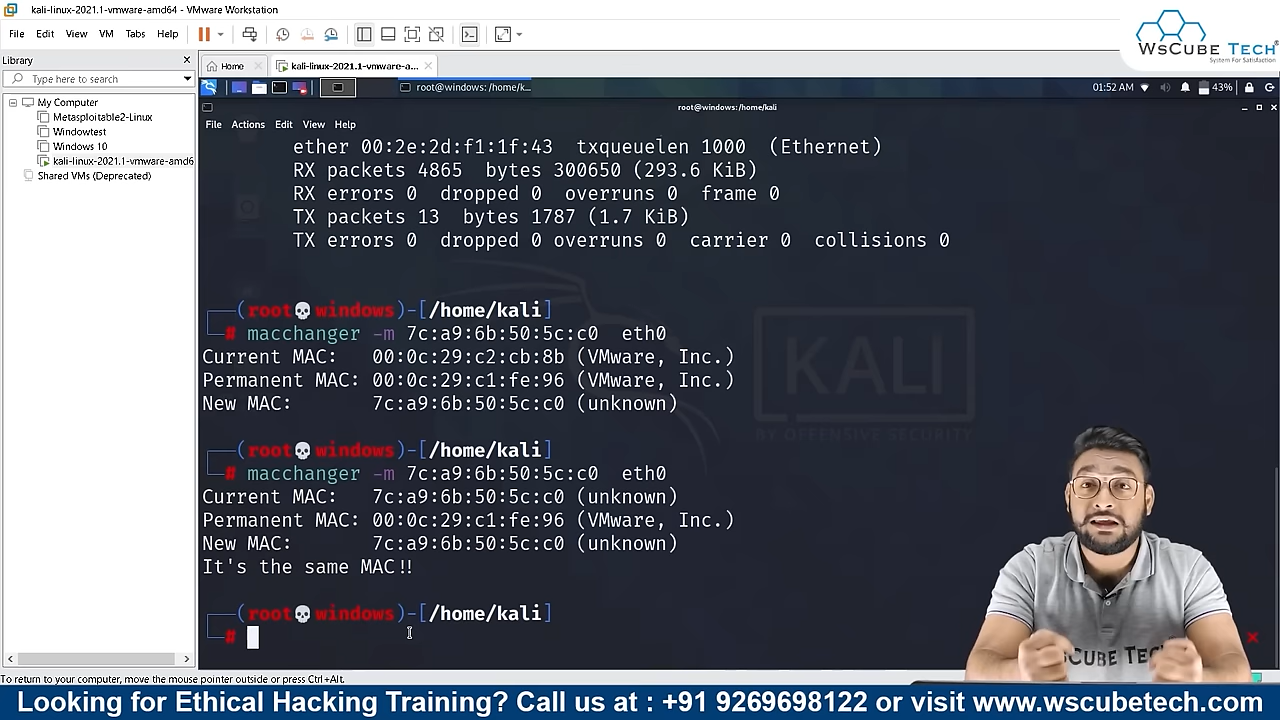 kali-linux-2021.1-vmware-amd64 - VMware Workstation
File Edit View VM Tabs Help
WsCube Tech
System For Satisfaction
Library
Type here to search
Home
kali-linux-2021.1-vmware-a...
My Computer
Metasploitable2-Linux
Windowtest
Windows 10
kali-linux-2021.1-vmware-amd6
Shared VMs (Deprecated)
root@windows: /home/k...
01:52 AM
43%
root@windows: /home/kali
File Actions Edit View Help
ether 00:2e:2d:f1:1f:43 txqueuelen 1000 (Ethernet)
RX packets 4865 bytes 300650 (293.6 KiB)
RX errors 0 dropped 0 overruns 0 frame 0
TX packets 13 bytes 1787 (1.7 KiB)
TX errors 0 dropped 0 overruns 0 carrier 0 collisions 0
(root💀windows)-[/home/kali]
# macchanger -m 7c:a9:6b:50:5c:c0 eth0
Current MAC: 00:0c:29:c2:cb:8b (VMware, Inc.)
Permanent MAC: 00:0c:29:c1:fe:96 (VMware, Inc.)
New MAC: 7c:a9:6b:50:5c:c0 (unknown)
(root💀windows)-[/home/kali]
# macchanger -m 7c:a9:6b:50:5c:c0 eth0
Current MAC: 7c:a9:6b:50:5c:c0 (unknown)
Permanent MAC: 00:0c:29:c1:fe:96 (VMware, Inc.)
New MAC: 7c:a9:6b:50:5c:c0 (unknown)
It's the same MAC!!
(root💀windows)-[/home/kali]
#
KALI
BY OFFENSIVE SECURITY
SCUBE TE
To return to your computer, move the mouse pointer outside or press Ctrl+Alt.
Looking for Ethical Hacking Training? Call us at : +91 9269698122 or visit www.wscubetech.com